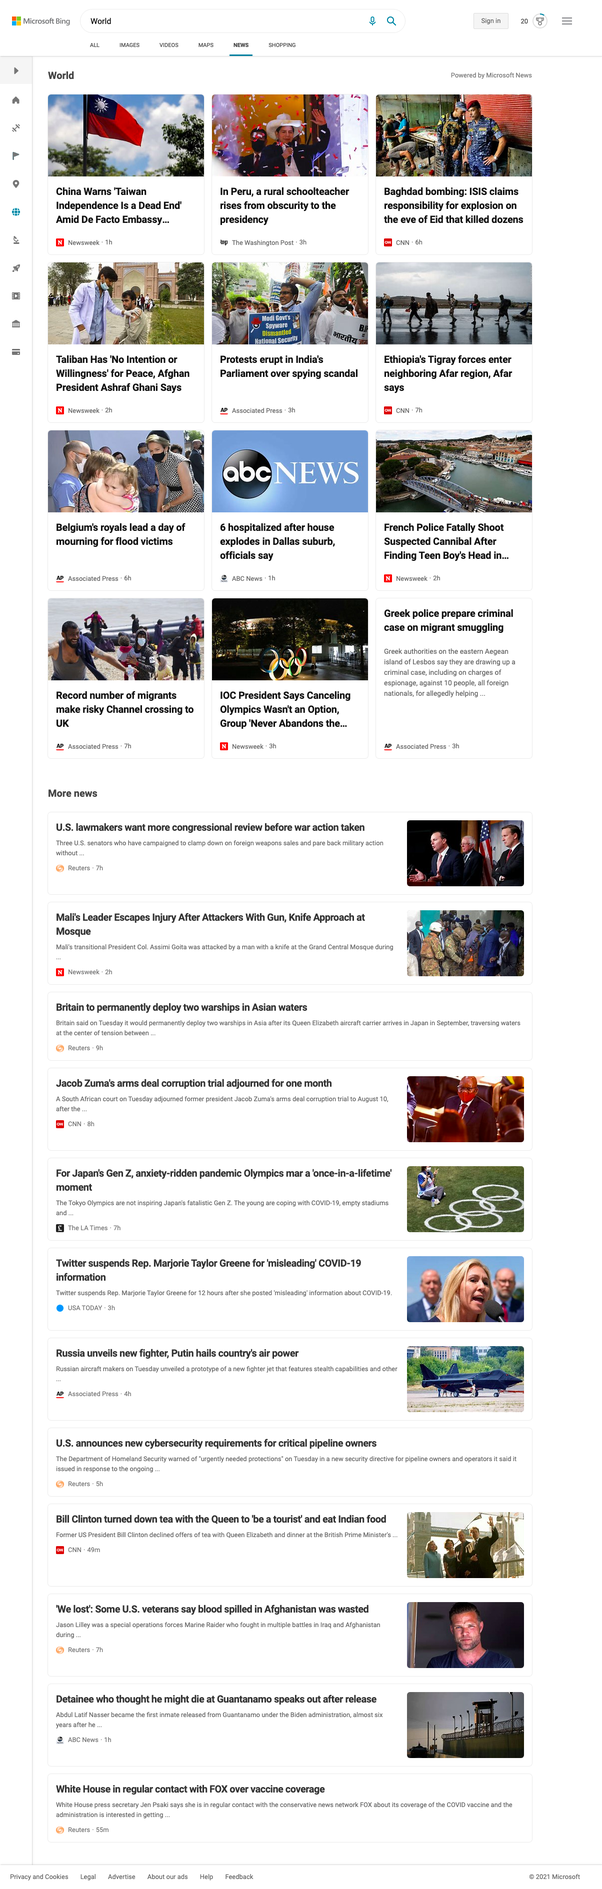 Microsoft Bing
World
Sign in
20
ALL
IMAGES
VIDEOS
MAPS
NEWS
SHOPPING
World
Powered by Microsoft News
China Warns 'Taiwan
Independence Is a Dead End'
Amid De Facto Embassy...
Newsweek · 1h
In Peru, a rural schoolteacher
rises from obscurity to the
presidency
The Washington Post · 3h
Baghdad bombing: ISIS claims
responsibility for explosion on
the eve of Eid that killed dozens
CNN · 6h
Taliban Has 'No Intention or
Willingness' for Peace, Afghan
President Ashraf Ghani Says
Newsweek · 2h
Modi Govt's
Spyware
Dismantled
National Security
Protests erupt in India's
Parliament over spying scandal
AP
Associated Press · 3h
Ethiopia's Tigray forces enter
neighboring Afar region, Afar
says
CNN · 7h
Belgium's royals lead a day of
mourning for flood victims
AP
Associated Press · 6h
abc NEWS
6 hospitalized after house
explodes in Dallas suburb,
officials say
ABC News · 1h
French Police Fatally Shoot
Suspected Cannibal After
Finding Teen Boy's Head in...
Newsweek · 2h
Record number of migrants
make risky Channel crossing to
UK
AP
Associated Press · 7h
IOC President Says Canceling
Olympics Wasn't an Option,
Group 'Never Abandons the...
Newsweek · 3h
Greek police prepare criminal
case on migrant smuggling
Greek authorities on the eastern Aegean
island of Lesbos say they are drawing up a
criminal case, including on charges of
espionage, against 10 people, all foreign
nationals, for allegedly helping ...
AP
Associated Press · 3h
More news
U.S. lawmakers want more congressional review before war action taken
Three U.S. senators who have campaigned to clamp down on foreign weapons sales and pare back military action
without ...
Reuters · 7h
Mali's Leader Escapes Injury After Attackers With Gun, Knife Approach at
Mosque
Mali's transitional President Col. Assimi Goita was attacked by a man with a knife at the Grand Central Mosque during
...
Newsweek · 2h
Britain to permanently deploy two warships in Asian waters
Britain said on Tuesday it would permanently deploy two warships in Asia after its Queen Elizabeth aircraft carrier arrives in Japan in September, traversing waters
at the center of tension between ...
Reuters · 9h
Jacob Zuma's arms deal corruption trial adjourned for one month
A South African court on Tuesday adjourned former president Jacob Zuma's arms deal corruption trial to August 10,
after the ...
CNN · 8h
For Japan's Gen Z, anxiety-ridden pandemic Olympics mar a 'once-in-a-lifetime'
moment
The Tokyo Olympics are not inspiring Japan's fatalistic Gen Z. The young are coping with COVID-19, empty stadiums
and ...
The LA Times · 7h
Twitter suspends Rep. Marjorie Taylor Greene for 'misleading' COVID-19
information
Twitter suspends Rep. Marjorie Taylor Greene for 12 hours after she posted 'misleading' information about COVID-19.
USA TODAY · 3h
Russia unveils new fighter, Putin hails country's air power
Russian aircraft makers on Tuesday unveiled a prototype of a new fighter jet that features stealth capabilities and other
...
AP
Associated Press · 4h
U.S. announces new cybersecurity requirements for critical pipeline owners
The Department of Homeland Security warned of "urgently needed protections" on Tuesday in a new security directive for pipeline owners and operators it said it
issued in response to the ongoing ...
Reuters · 5h
Bill Clinton turned down tea with the Queen to 'be a tourist' and eat Indian food
Former US President Bill Clinton declined offers of tea with Queen Elizabeth and dinner at the British Prime Minister's ...
CNN · 49m
'We lost': Some U.S. veterans say blood spilled in Afghanistan was wasted
Jason Lilley was a special operations forces Marine Raider who fought in multiple battles in Iraq and Afghanistan
during ...
Reuters · 7h
Detainee who thought he might die at Guantanamo speaks out after release
Abdul Latif Nasser became the first inmate released from Guantanamo under the Biden administration, almost six
years after he ...
ABC News · 1h
White House in regular contact with FOX over vaccine coverage
White House press secretary Jen Psaki says she is in regular contact with the conservative news network FOX about its coverage of the COVID vaccine and the
administration is interested in getting ...
Reuters · 55m
Privacy and Cookies
Legal
Advertise
About our ads
Help
Feedback
© 2021 Microsoft